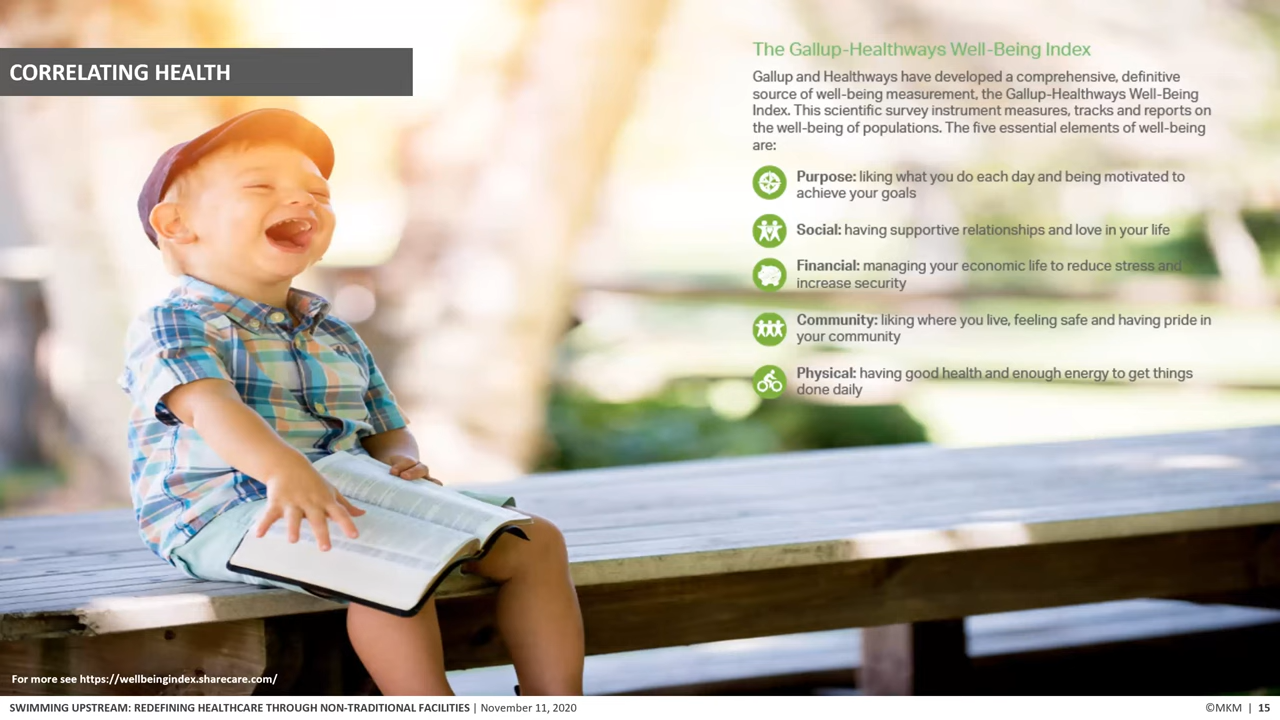 CORRELATING HEALTH
The Gallup-Healthways Well-Being Index
Gallup and Healthways have developed a comprehensive, definitive
source of well-being measurement, the Gallup-Healthways Well-Being
Index. This scientific survey instrument measures, tracks and reports on
the well-being of populations. The five essential elements of well-being
are:
Purpose: liking what you do each day and being motivated to
achieve your goals
Social: having supportive relationships and love in your life
Financial: managing your economic life to reduce stress and
increase security
Community: liking where you live, feeling safe and having pride in
your community
Physical: having good health and enough energy to get things
done daily
For more see https://wellbeingindex.sharecare.com/
SWIMMING UPSTREAM: REDEFINING HEALTHCARE THROUGH NON-TRADITIONAL FACILITIES | November 11, 2020
©MKM | 15